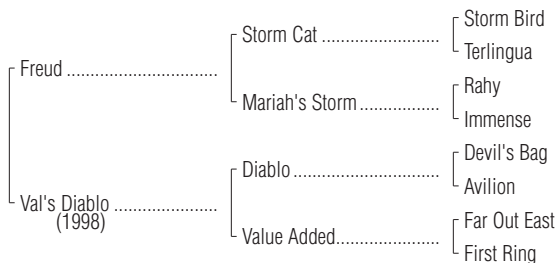 Storm Bird
Storm Cat ..............................
Terlingua
Freud ......................................
Rahy
Mariah's Storm ....................
Immense
Devil's Bag
Diablo .....................................
Avilion
Val's Diablo ..........................
(1998)
Far Out East
Value Added..........................
First Ring